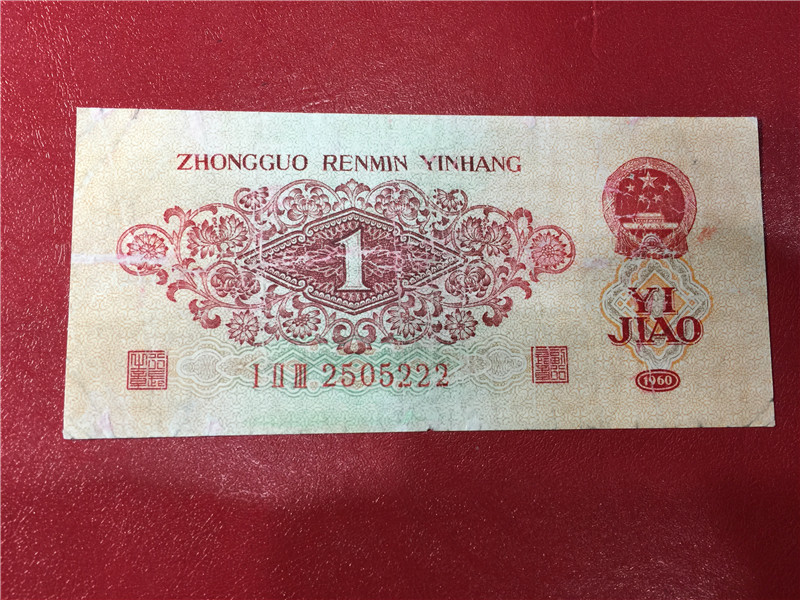 ZHONGGUO RENMIN YINHANG
1
YI
JIAO
I II III 2505222
1960